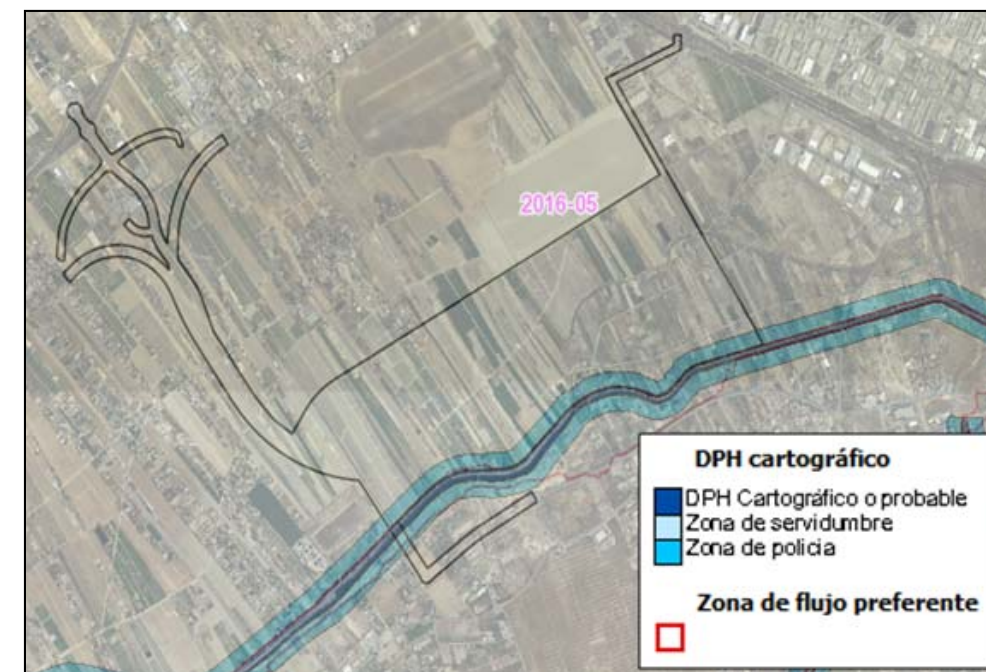 2016-05
DPH cartográfico
DPH Cartográfico o probable
Zona de servidumbre
Zona de policia
Zona de flujo preferente